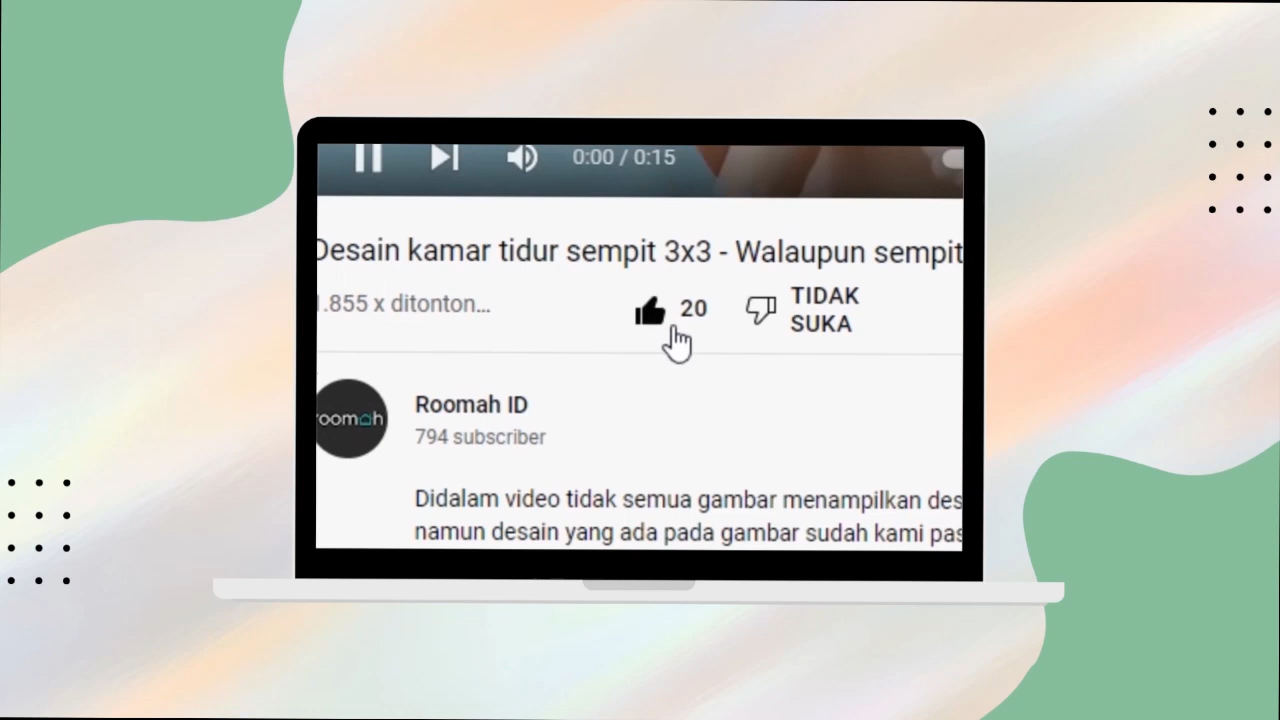 0:00 / 0:15
Desain kamar tidur sempit 3x3 - Walaupun sempit
1.855 x ditonton...
20
TIDAK
SUKA
roomah
Roomah ID
794 subscriber
Didalam video tidak semua gambar menampilkan des
namun desain yang ada pada gambar sudah kami pas